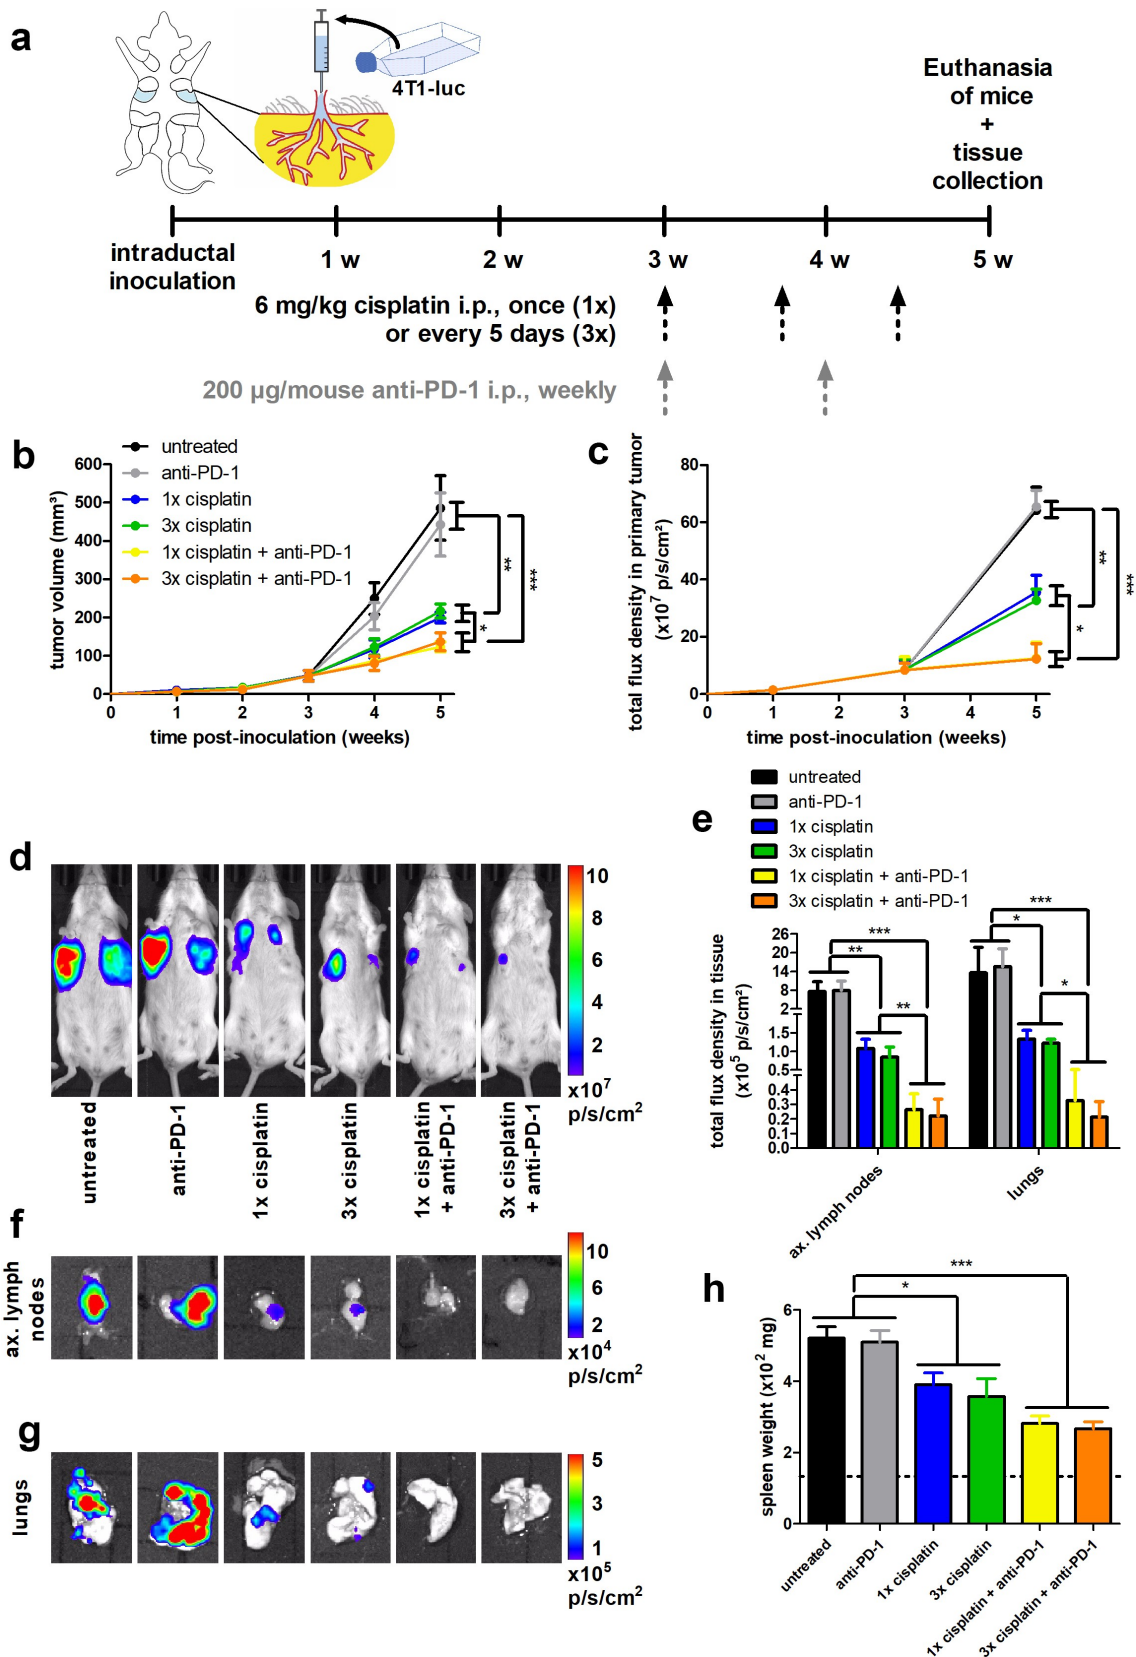 a
4T1-luc
Euthanasia
of mice
+
tissue
collection
intraductal
inoculation
1 w
2 w
3 w
4 w
5 w
6 mg/kg cisplatin i.p., once (1x)
or every 5 days (3x)
200 µg/mouse anti-PD-1 i.p., weekly
b
untreated
anti-PD-1
1x cisplatin
3x cisplatin
1x cisplatin + anti-PD-1
3x cisplatin + anti-PD-1
tumor volume (mm³)
600
500
400
300
200
100
0
0 1 2 3 4 5
time post-inoculation (weeks)
*
**
***
c
total flux density in primary tumor
(x10⁷ p/s/cm²)
80
60
40
20
0
0 1 2 3 4 5
time post-inoculation (weeks)
*
**
***
d
10
8
6
4
2
x10⁷
p/s/cm²
untreated
anti-PD-1
1x cisplatin
3x cisplatin
1x cisplatin
+ anti-PD-1
3x cisplatin
+ anti-PD-1
e
untreated
anti-PD-1
1x cisplatin
3x cisplatin
1x cisplatin + anti-PD-1
3x cisplatin + anti-PD-1
total flux density in tissue
(x10⁵ p/s/cm²)
26
20
14
8
2
1.5
1.0
0.5
0.4
0.3
0.2
0.1
0.0
***
**
**
***
*
*
ax. lymph nodes
lungs
f
ax. lymph
nodes
10
6
2
x10⁴
p/s/cm²
g
lungs
5
3
1
x10⁵
p/s/cm²
h
spleen weight (x10² mg)
6
4
2
0
***
*
untreated
anti-PD-1
1x cisplatin
3x cisplatin
1x cisplatin + anti-PD-1
3x cisplatin + anti-PD-1